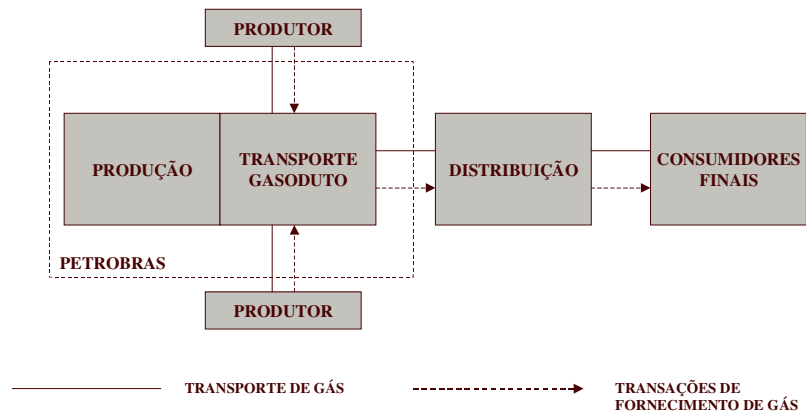 PRODUTOR
PRODUÇÃO
TRANSPORTE
GASODUTO
DISTRIBUIÇÃO
CONSUMIDORES
FINAIS
PETROBRAS
PRODUTOR
TRANSPORTE DE GÁS
TRANSAÇÕES DE
FORNECIMENTO DE GÁS